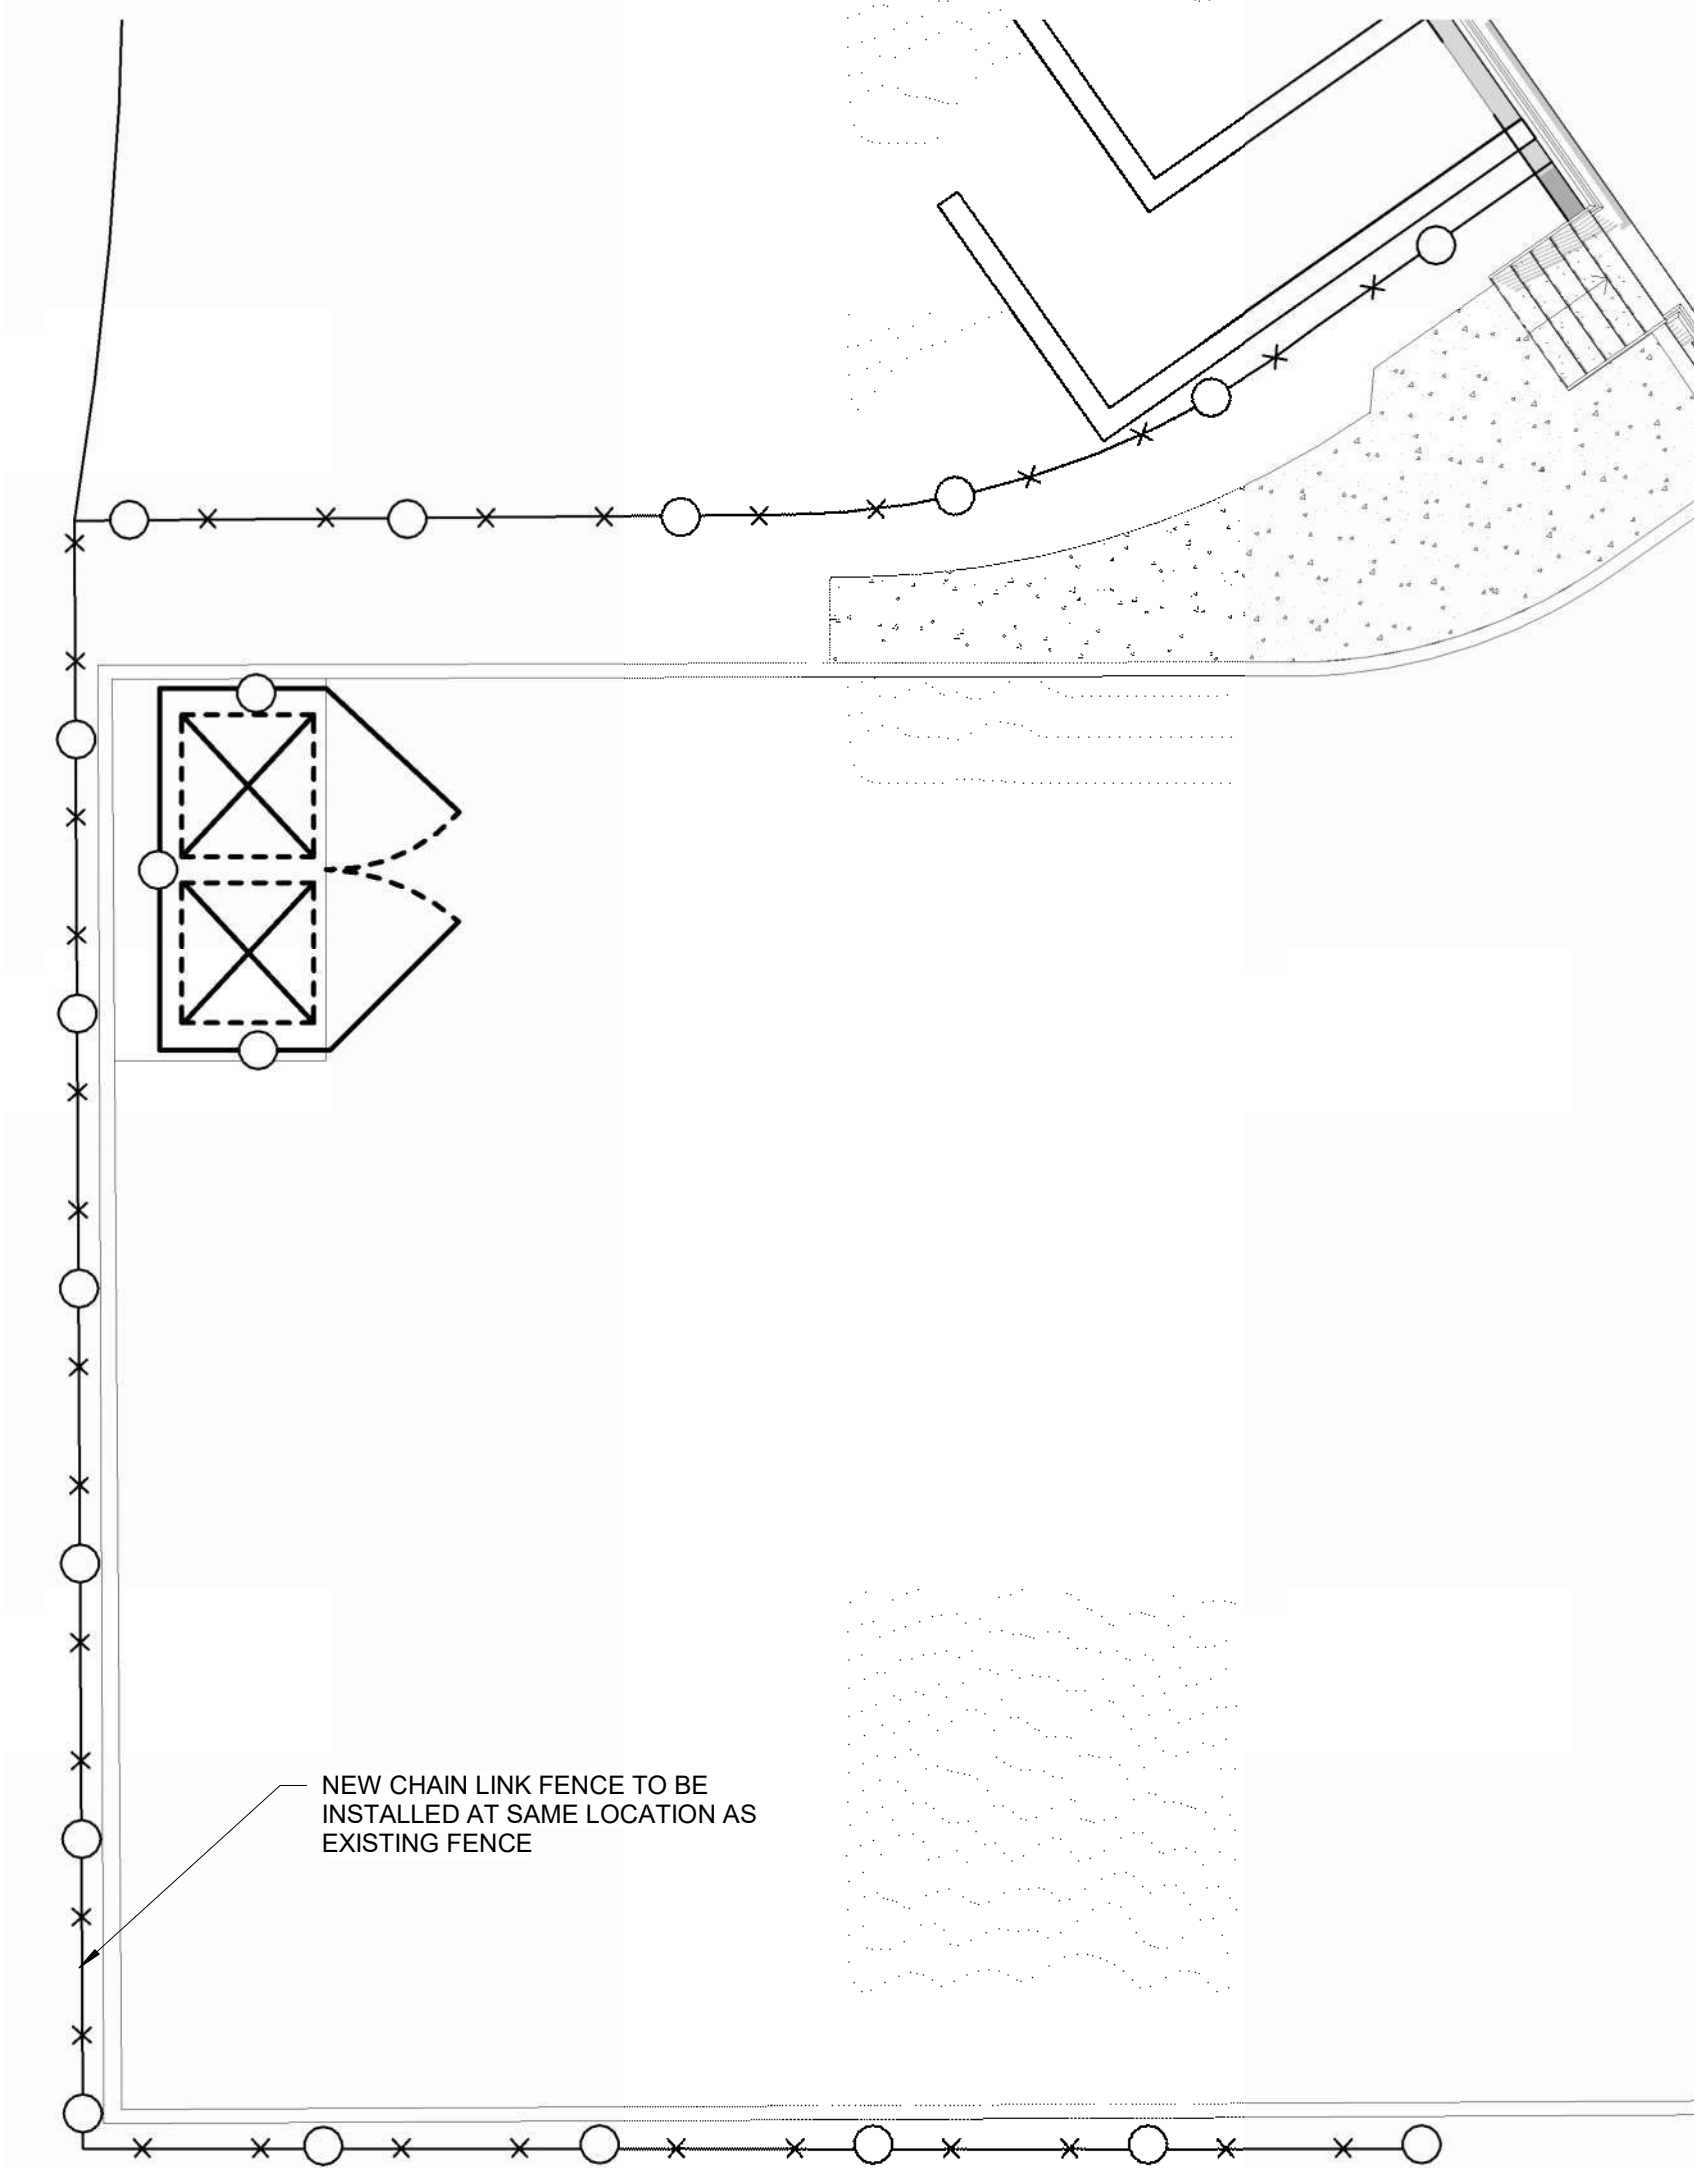 NEW CHAIN LINK FENCE TO BE
INSTALLED AT SAME LOCATION AS
EXISTING FENCE